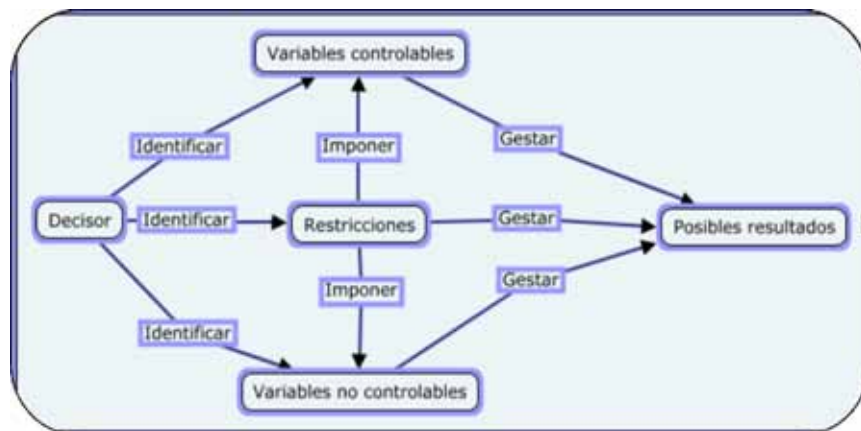 Variables controlables
Identificar
Imponer
Gestar
Decisor
Identificar
Restricciones
Gestar
Posibles resultados
Imponer
Gestar
Identificar
Variables no controlables